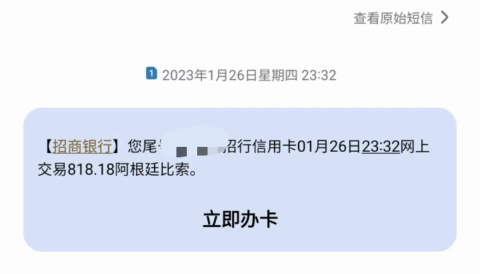 查看原始短信 >
1 2023年1月26日星期四 23:32
【招商银行】您尾 招行信用卡01月26日23:32网上
交易818.18阿根廷比索。
立即办卡